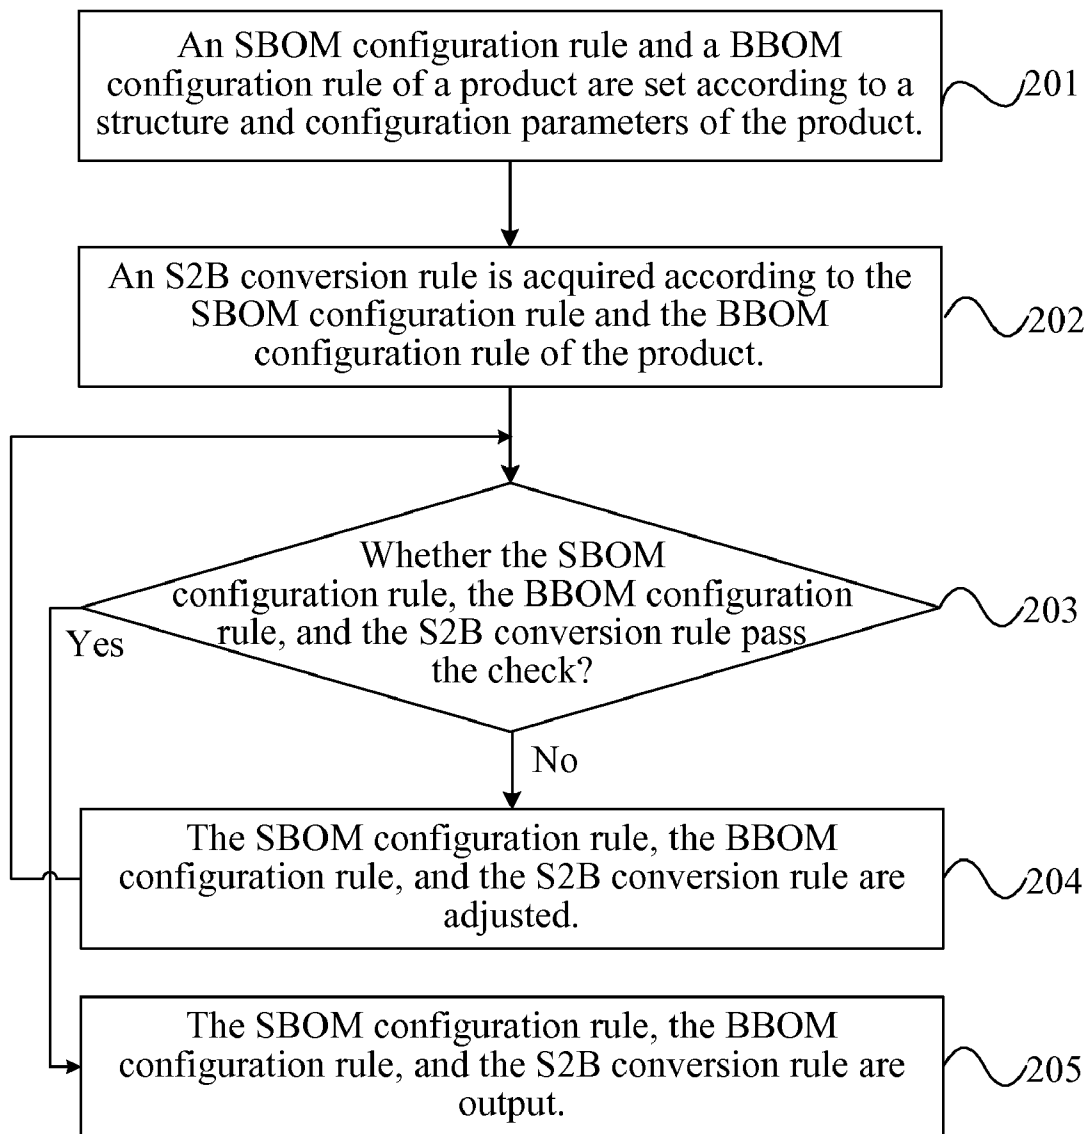 An SBOM configuration rule and a BBOM
configuration rule of a product are set according to a
structure and configuration parameters of the product.
201
An S2B conversion rule is acquired according to the
SBOM configuration rule and the BBOM
configuration rule of the product.
202
Whether the SBOM
configuration rule, the BBOM configuration
rule, and the S2B conversion rule pass
the check?
203
Yes
No
The SBOM configuration rule, the BBOM
configuration rule, and the S2B conversion rule are
adjusted.
204
The SBOM configuration rule, the BBOM
configuration rule, and the S2B conversion rule are
output.
205